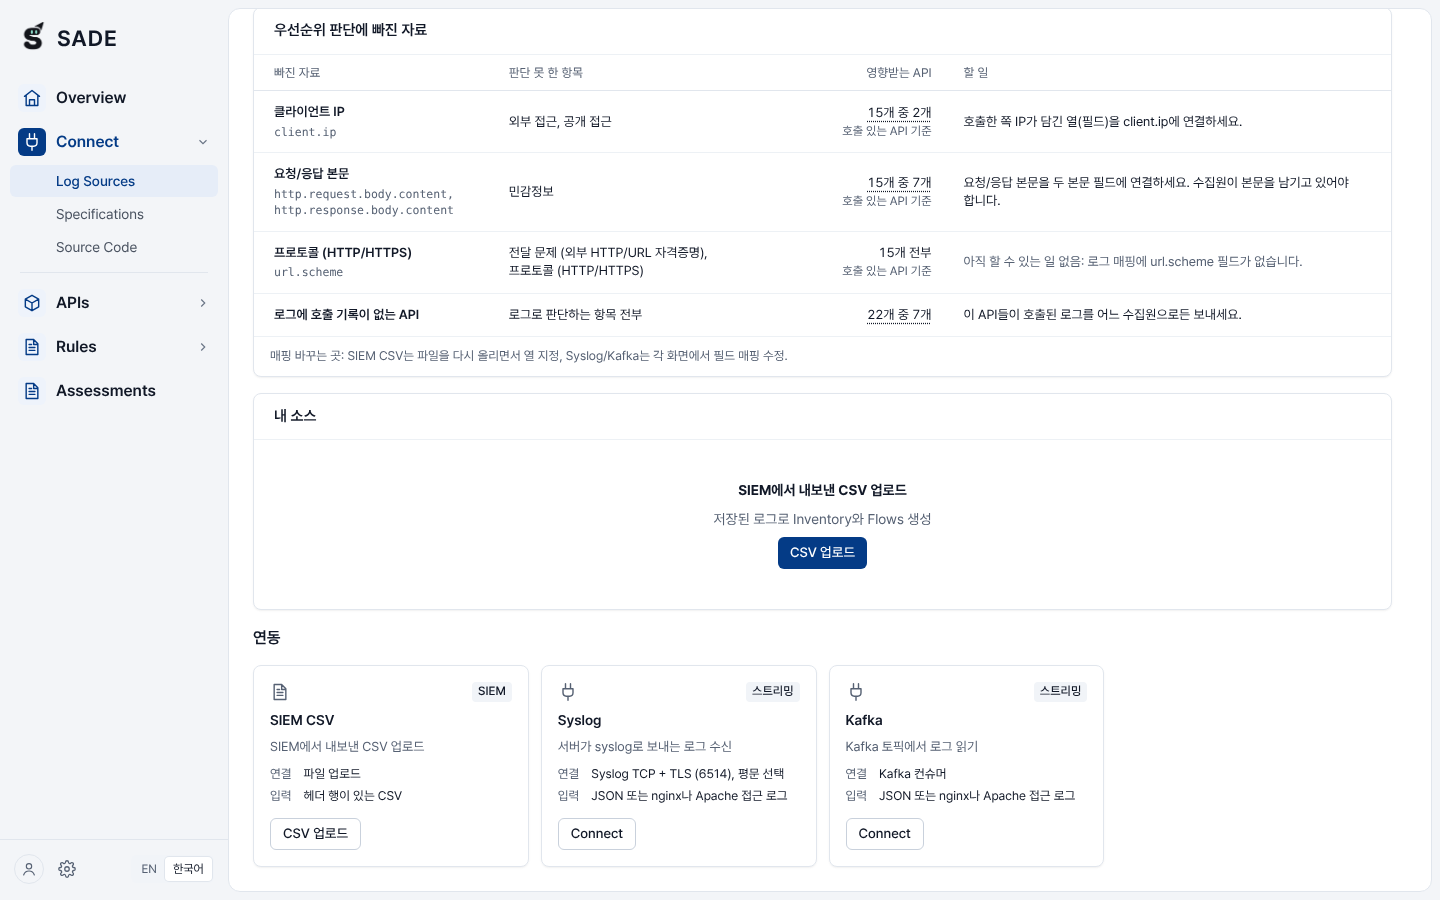 SADE
Overview
Connect
Log Sources
Specifications
Source Code
APIs
Rules
Assessments
EN
한국어
우선순위 판단에 빠진 자료
빠진 자료
판단 못 한 항목
영향받는 API
할 일
클라이언트 IP
client.ip
외부 접근, 공개 접근
15개 중 2개
호출 있는 API 기준
호출한 쪽 IP가 담긴 열(필드)을 client.ip에 연결하세요.
요청/응답 본문
http.request.body.content,
http.response.body.content
민감정보
15개 중 7개
호출 있는 API 기준
요청/응답 본문을 두 본문 필드에 연결하세요. 수집원이 본문을 남기고 있어야
합니다.
프로토콜 (HTTP/HTTPS)
url.scheme
전달 문제 (외부 HTTP/URL 자격증명),
프로토콜 (HTTP/HTTPS)
15개 전부
호출 있는 API 기준
아직 할 수 있는 일 없음: 로그 매핑에 url.scheme 필드가 없습니다.
로그에 호출 기록이 없는 API
로그로 판단하는 항목 전부
22개 중 7개
이 API들이 호출된 로그를 어느 수집원으로든 보내세요.
매핑 바꾸는 곳: SIEM CSV는 파일을 다시 올리면서 열 지정, Syslog/Kafka는 각 화면에서 필드 매핑 수정.
내 소스
SIEM에서 내보낸 CSV 업로드
저장된 로그로 Inventory와 Flows 생성
CSV 업로드
연동
SIEM
SIEM CSV
SIEM에서 내보낸 CSV 업로드
연결 파일 업로드
입력 헤더 행이 있는 CSV
CSV 업로드
스트리밍
Syslog
서버가 syslog로 보내는 로그 수신
연결 Syslog TCP + TLS (6514), 평문 선택
입력 JSON 또는 nginx나 Apache 접근 로그
Connect
스트리밍
Kafka
Kafka 토픽에서 로그 읽기
연결 Kafka 컨슈머
입력 JSON 또는 nginx나 Apache 접근 로그
Connect